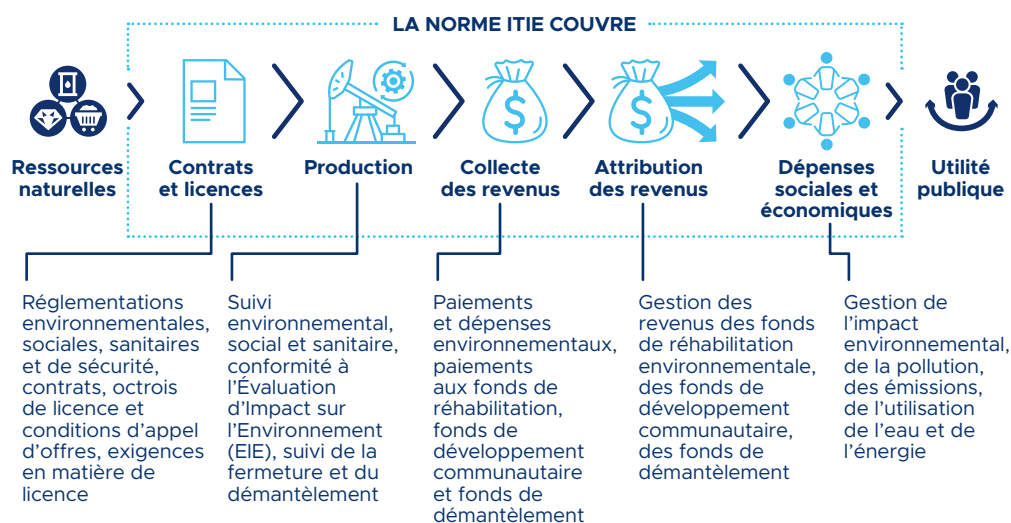 LA NORME ITIE COUVRE
$
$
Ressources
naturelles
Contrats
et licences
Production
Collecte
des revenus
Attribution
des revenus
Dépenses
sociales et
économiques
Utilité
publique
Réglementations
environnementales,
sociales, sanitaires
et de sécurité,
contrats, octrois
de licence et
conditions d'appel
d'offres, exigences
en matière de
licence
Suivi
environnemental,
social et sanitaire,
conformité à
l'Évaluation
d'Impact sur
l'Environnement
(EIE), suivi de la
fermeture et du
démantèlement
Paiements
et dépenses
environnementaux,
paiements
aux fonds de
réhabilitation,
fonds de
développement
communautaire
et fonds de
démantèlement
Gestion des
revenus des fonds
de réhabilitation
environnementale,
des fonds de
développement
communautaire,
des fonds de
démantèlement
Gestion de
l'impact
environnemental,
de la pollution,
des émissions,
de l'utilisation
de l'eau et de
l'énergie